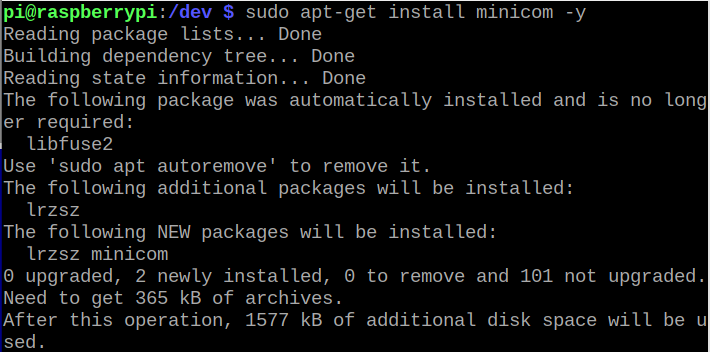 pi@raspberrypi:/dev $ sudo apt-get install minicom -y
Reading package lists... Done
Building dependency tree... Done
Reading state information... Done
The following package was automatically installed and is no long
er required:
  libfuse2
Use 'sudo apt autoremove' to remove it.
The following additional packages will be installed:
  lrzsz
The following NEW packages will be installed:
  lrzsz minicom
0 upgraded, 2 newly installed, 0 to remove and 101 not upgraded.
Need to get 365 kB of archives.
After this operation, 1577 kB of additional disk space will be u
sed.